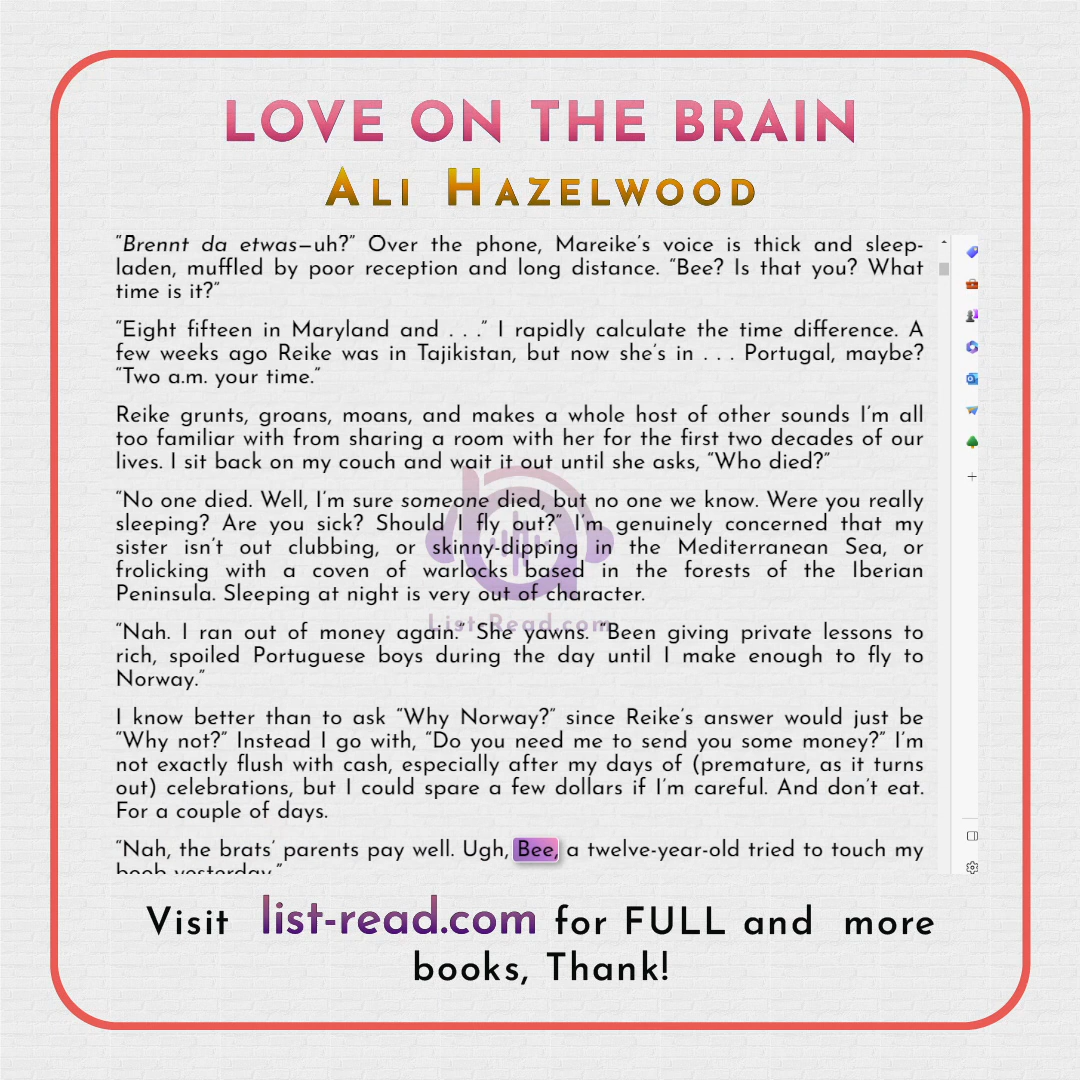 LOVE ON THE BRAIN
ALI HAZELWOOD
“Brennt da etwas—uh?” Over the phone, Mareike’s voice is thick and sleep-
laden, muffled by poor reception and long distance. “Bee? Is that you? What
time is it?”
“Eight fifteen in Maryland and . . .” I rapidly calculate the time difference. A
few weeks ago Reike was in Tajikistan, but now she’s in . . . Portugal, maybe?
“Two a.m. your time.”
Reike grunts, groans, moans, and makes a whole host of other sounds I’m all
too familiar with from sharing a room with her for the first two decades of our
lives. I sit back on my couch and wait it out until she asks, “Who died?”
“No one died. Well, I’m sure someone died, but no one we know. Were you really
sleeping? Are you sick? Should I fly out?” I’m genuinely concerned that my
sister isn’t out clubbing, or skinny-dipping in the Mediterranean Sea, or
frolicking with a coven of warlocks based in the forests of the Iberian
Peninsula. Sleeping at night is very out of character.
List-Read.com
“Nah. I ran out of money again.” She yawns. “Been giving private lessons to
rich, spoiled Portuguese boys during the day until I make enough to fly to
Norway.”
I know better than to ask “Why Norway?” since Reike’s answer would just be
“Why not?” Instead I go with, “Do you need me to send you some money?” I’m
not exactly flush with cash, especially after my days of (premature, as it turns
out) celebrations, but I could spare a few dollars if I’m careful. And don’t eat.
For a couple of days.
“Nah, the brats’ parents pay well. Ugh, Bee, a twelve-year-old tried to touch my
boob yesterday.”
Visit list-read.com for FULL and more
books, Thank!